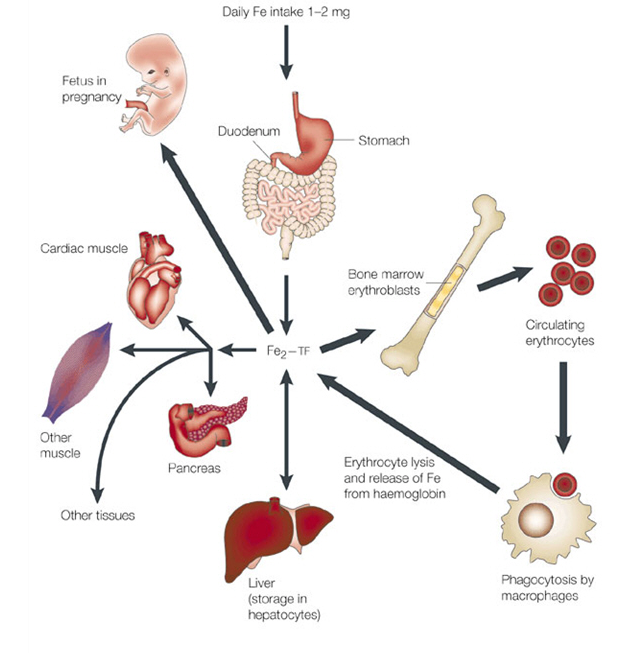 Daily Fe intake 1–2 mg
Fetus in
pregnancy
Duodenum
Stomach
Cardiac muscle
Bone marrow
erythroblasts
Circulating
erythrocytes
Fe₂–TF
Other
muscle
Pancreas
Erythrocyte lysis
and release of Fe
from haemoglobin
Other tissues
Liver
(storage in
hepatocytes)
Phagocytosis by
macrophages